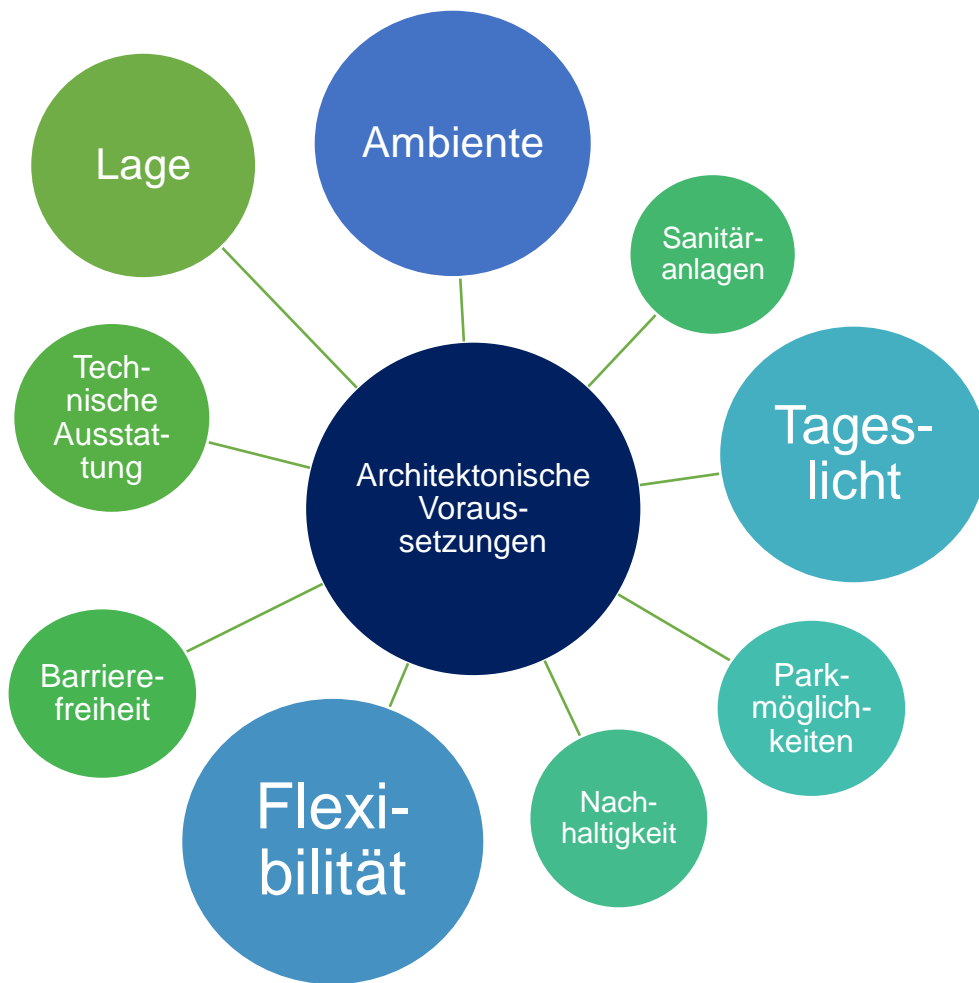 Lage
Ambiente
Sanitär-
anlagen
Tech-
nische
Ausstat-
tung
Tages-
licht
Architektonische
Voraus-
setzungen
Barriere-
freiheit
Park-
möglich-
keiten
Flexi-
bilität
Nach-
haltigkeit